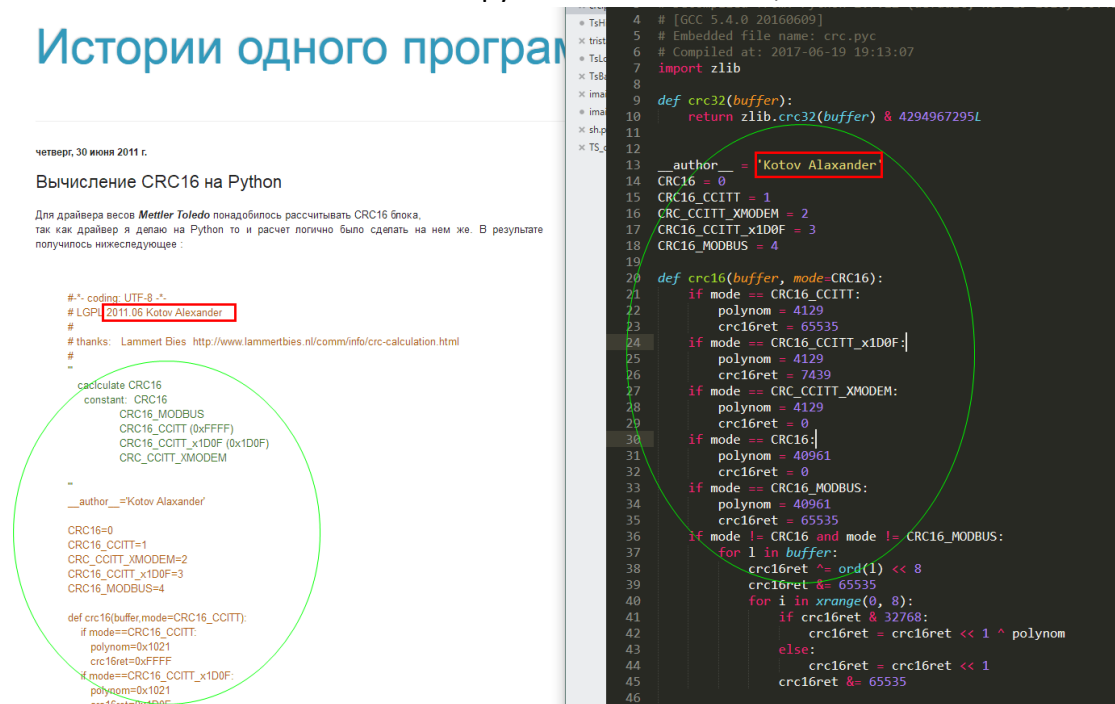 Истории одного
четверг, 30 июня 2011 г.
Вычисление CRC16 на Python
Для драйвера весов Mettler Toledo понадобилось рассчитывать CRC16 блока,
так как драйвер я делаю на Python то и расчет логично было сделать на нем же. В результате
получилось нижеследующее :
#-*- coding: UTF-8 -*-
# LGPL 2011.06 Kotov Alexander
#
# thanks: Lammert Bies http://www.lammertbies.nl/comm/info/crc-calculation.html
#
'''
caclculate CRC16
constant: CRC16
CRC16_MODBUS
CRC16_CCITT (0xFFFF)
CRC16_CCITT_x1D0F (0x1D0F)
CRC_CCITT_XMODEM
'''
__author__='Kotov Alaxander'
CRC16=0
CRC16_CCITT=1
CRC_CCITT_XMODEM=2
CRC16_CCITT_x1D0F=3
CRC16_MODBUS=4
def crc16(buffer,mode=CRC16_CCITT):
if mode==CRC16_CCITT:
polynom=0x1021
crc16ret=0xFFFF
if mode==CRC16_CCITT_x1D0F:
polynom=0x1021
crc16ret=0x1D0F
× trist
× sh.p
4 # [GCC 5.4.0 20160609]
5 # Embedded file name: crc.pyc
6 # Compiled at: 2017-06-19 19:13:07
7 import zlib
8
9 def crc32(buffer):
10 return zlib.crc32(buffer) & 4294967295L
11
12
13 __author__ = 'Kotov Alaxander'
14 CRC16 = 0
15 CRC16_CCITT = 1
16 CRC_CCITT_XMODEM = 2
17 CRC16_CCITT_x1D0F = 3
18 CRC16_MODBUS = 4
19
20 def crc16(buffer, mode=CRC16):
21 if mode == CRC16_CCITT:
22 polynom = 4129
23 crc16ret = 65535
24 if mode == CRC16_CCITT_x1D0F:
25 polynom = 4129
26 crc16ret = 7439
27 if mode == CRC_CCITT_XMODEM:
28 polynom = 4129
29 crc16ret = 0
30 if mode == CRC16:
31 polynom = 40961
32 crc16ret = 0
33 if mode == CRC16_MODBUS:
34 polynom = 40961
35 crc16ret = 65535
36 if mode != CRC16 and mode != CRC16_MODBUS:
37 for l in buffer:
38 crc16ret ^= ord(l) << 8
39 crc16ret &= 65535
40 for i in xrange(0, 8):
41 if crc16ret & 32768:
42 crc16ret = crc16ret << 1 ^ polynom
43 else:
44 crc16ret = crc16ret << 1
45 crc16ret &= 65535
46